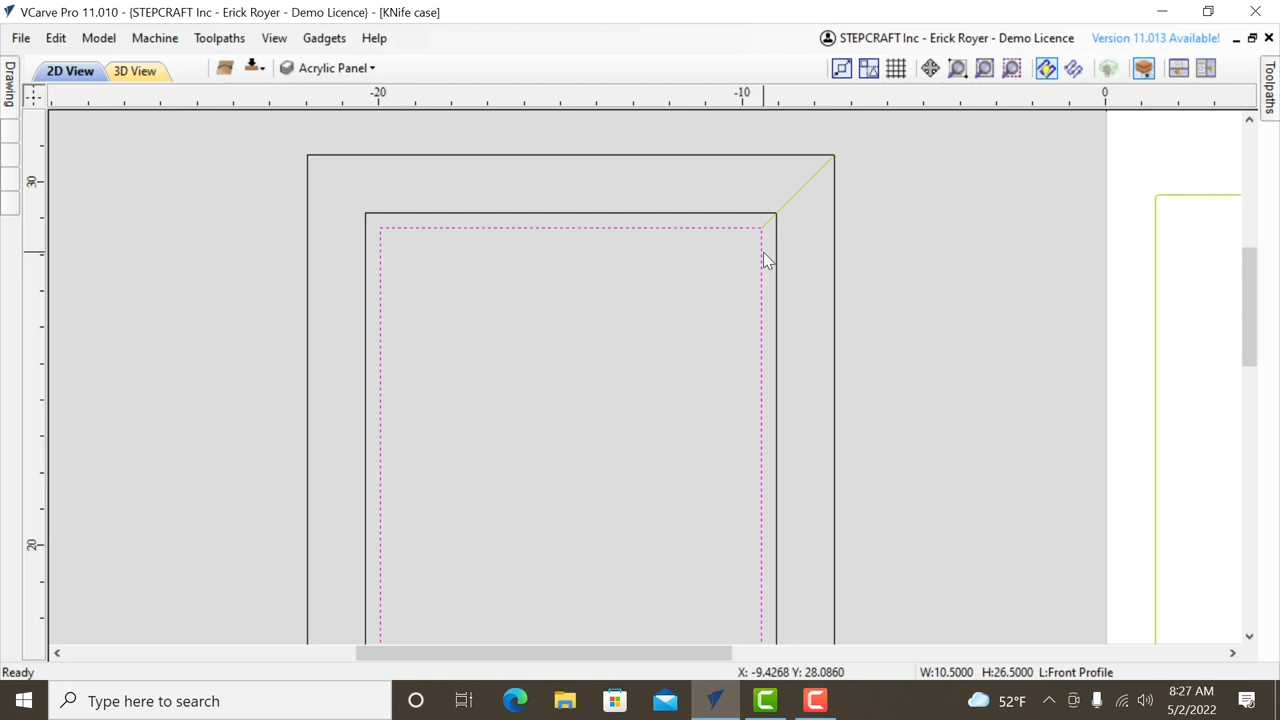 VCarve Pro 11.010 - {STEPCRAFT Inc - Erick Royer - Demo Licence} - [KNife case]
File Edit Model Machine Toolpaths View Gadgets Help
STEPCRAFT Inc - Erick Royer - Demo Licence Version 11.013 Available!
Drawing
2D View 3D View
Acrylic Panel
Toolpaths
-20 -10 0
30
20
Ready
X: -9.4268 Y: 28.0860
W:10.5000 H:26.5000 L:Front Profile
Type here to search
52°F
8:27 AM
5/2/2022